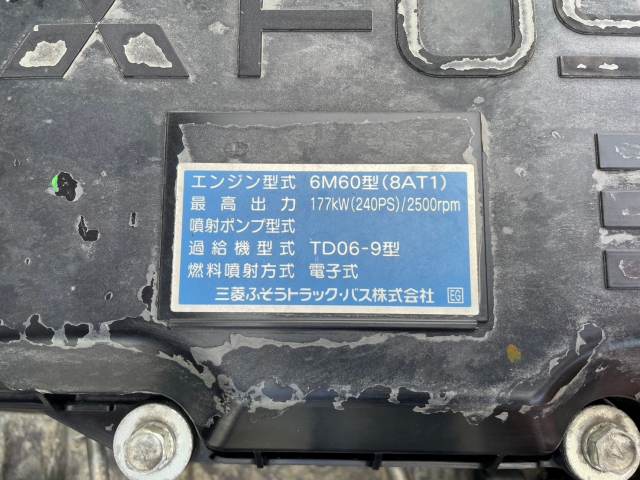 FUS
エンジン型式 6M60型(8AT1)
最高出力 177kW(240PS)/2500rpm
噴射ポンプ型式
過給機型式 TD06-9型
燃料噴射方式 電子式
三菱ふそうトラック・バス株式会社 EG